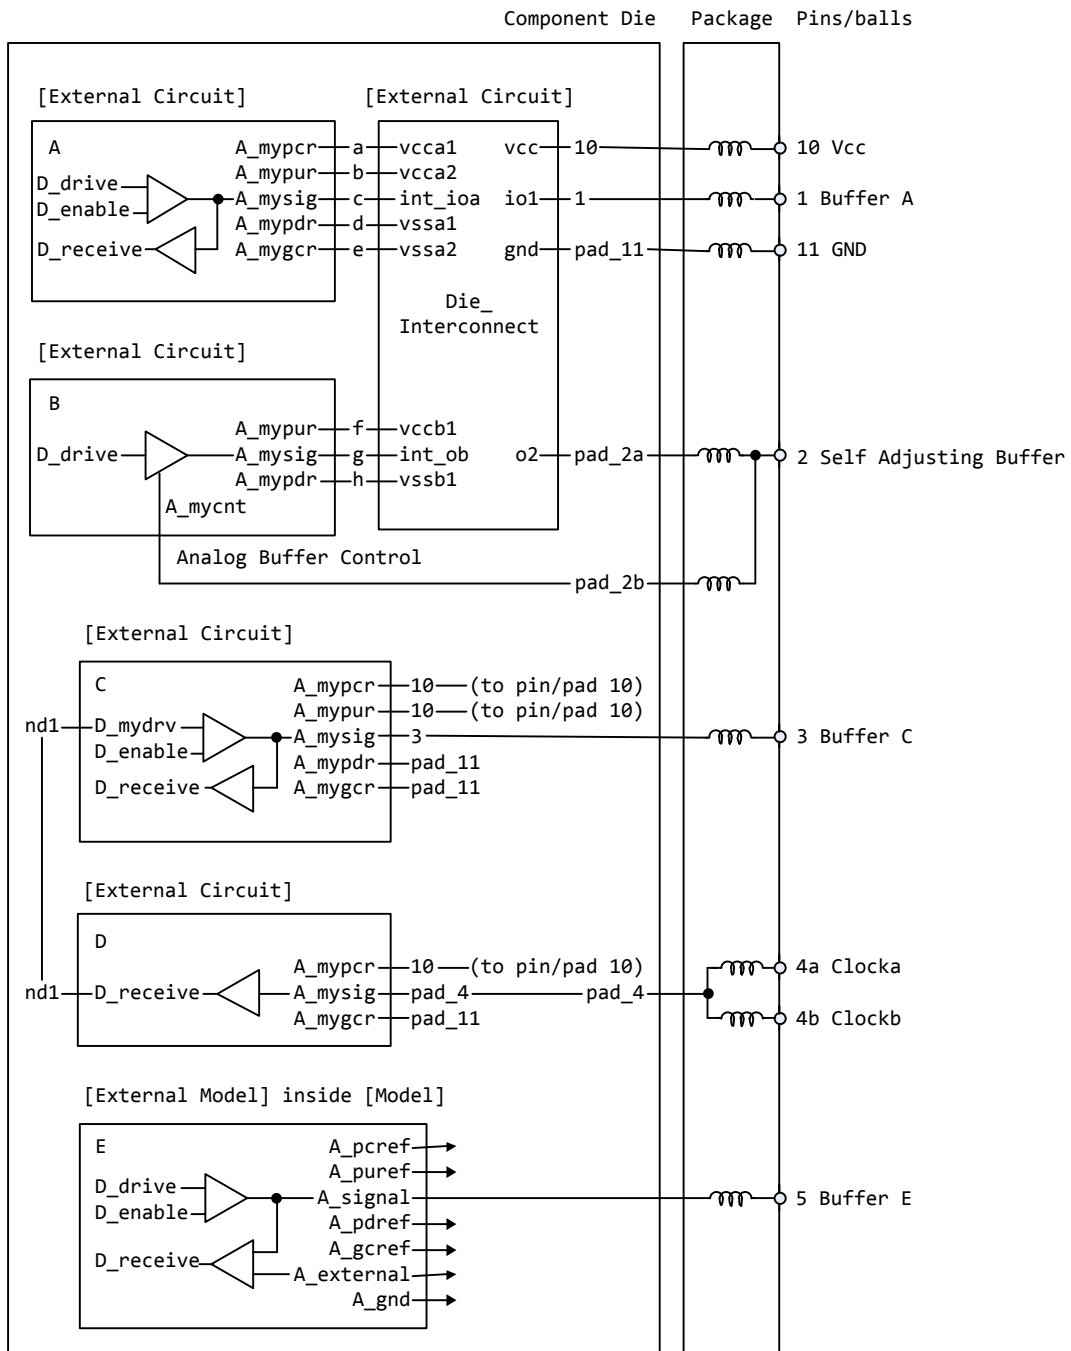 Component Die Package Pins/balls
[External Circuit] [External Circuit]
A A_mypcr a vcca1 vcc 10 10 Vcc
A_mypur b vcca2
D_drive
A_mysig c int_ioa io1 1 1 Buffer A
D_enable
A_mypdr d vssa1
D_receive A_mygcr e vssa2 gnd pad_11 11 GND
Die_
Interconnect
[External Circuit]
B
A_mypur f vccb1
D_drive A_mysig g int_ob o2 pad_2a 2 Self Adjusting Buffer
A_mypdr h vssb1
A_mycnt
Analog Buffer Control
pad_2b
[External Circuit]
C A_mypcr 10 (to pin/pad 10)
A_mypur 10 (to pin/pad 10)
nd1 D_mydrv
A_mysig 3 3 Buffer C
D_enable
A_mypdr pad_11
D_receive A_mygcr pad_11
[External Circuit]
D
A_mypcr 10 (to pin/pad 10) 4a Clocka
nd1 D_receive A_mysig pad_4 pad_4
A_mygcr pad_11 4b Clockb
[External Model] inside [Model]
E A_pcref
A_puref
D_drive
A_signal 5 Buffer E
D_enable
A_pdref
A_gcref
D_receive
A_external
A_gnd